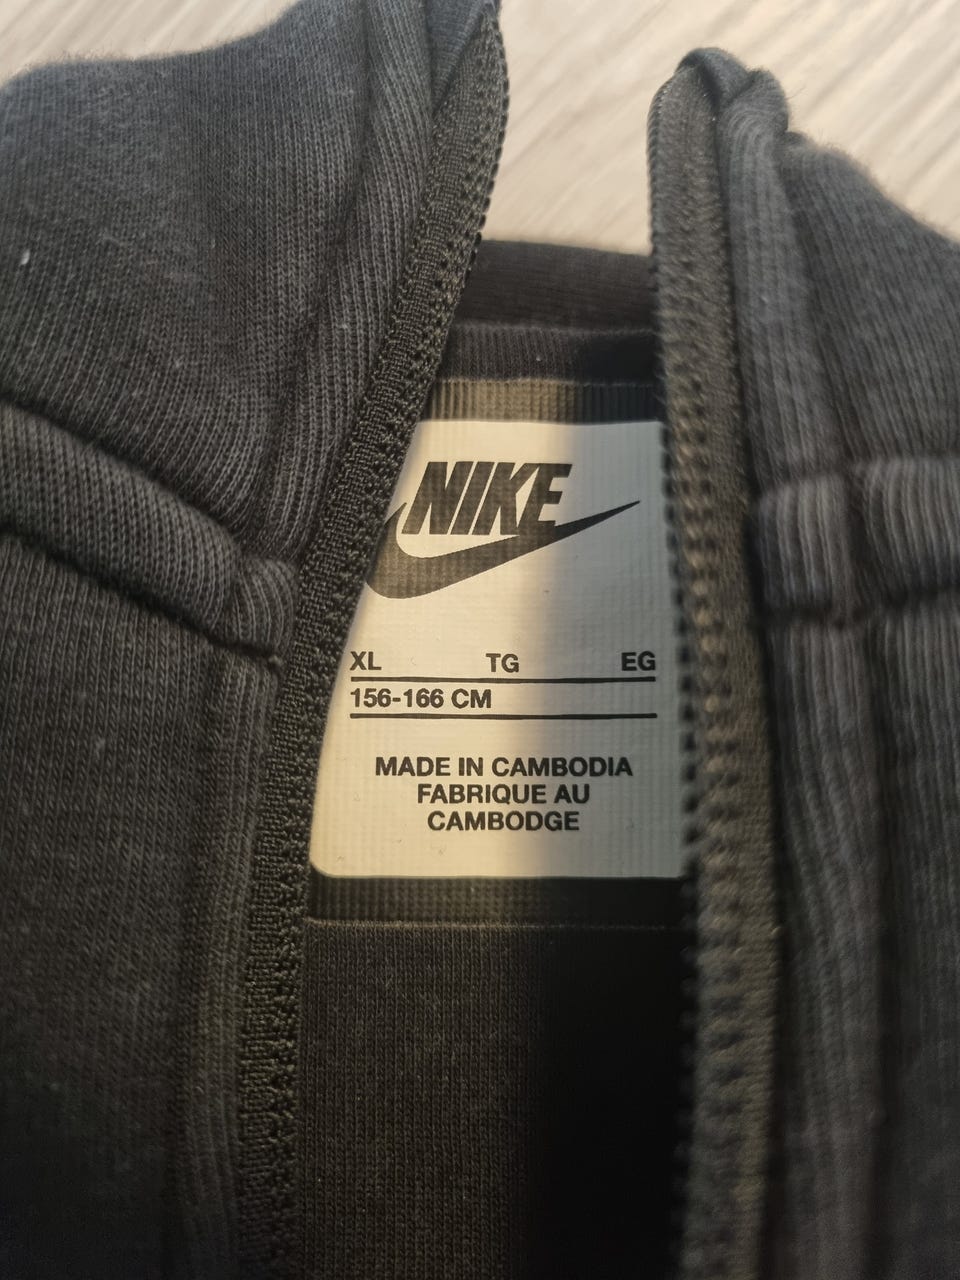 NIKE
XL TG EG
156-166 CM
MADE IN CAMBODIA
FABRIQUE AU
CAMBODGE